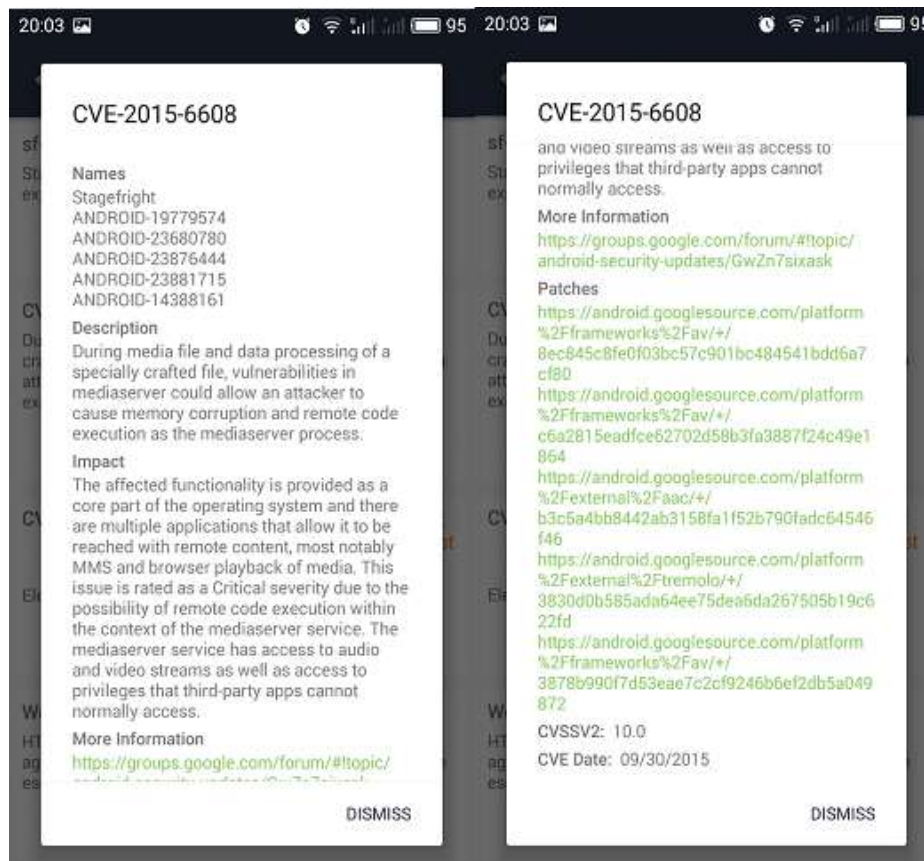 20:03 95
CVE-2015-6608
Names
Stagefright
ANDROID-19779574
ANDROID-23680780
ANDROID-23876444
ANDROID-23881715
ANDROID-14388161
Description
During media file and data processing of a
specially crafted file, vulnerabilities in
mediaserver could allow an attacker to
cause memory corruption and remote code
execution as the mediaserver process.
Impact
The affected functionality is provided as a
core part of the operating system and there
are multiple applications that allow it to be
reached with remote content, most notably
MMS and browser playback of media. This
issue is rated as a Critical severity due to the
possibility of remote code execution within
the context of the mediaserver service. The
mediaserver service has access to audio
and video streams as well as access to
privileges that third-party apps cannot
normally access.
More Information
https://groups.google.com/forum/#!topic/
DISMISS
20:03 95
CVE-2015-6608
and video streams as well as access to
privileges that third-party apps cannot
normally access.
More Information
https://groups.google.com/forum/#!topic/
android-security-updates/GwZn7sixask
Patches
https://android.googlesource.com/platform
%2Fframeworks%2Fav/+/
8ec845c8fe0f03bc57c901bc484541bdd6a7
cf80
https://android.googlesource.com/platform
%2Fframeworks%2Fav/+/
c6a2815eadfce62702d58b3fa3887f24c49e1
864
https://android.googlesource.com/platform
%2Fexternal%2Faac/+/
b3c5a4bb8442ab3158fa1f52b790fadc64546
f46
https://android.googlesource.com/platform
%2Fexternal%2Ftremolo/+/
3830d0b585ada64ee75dea6da267505b19c6
22fd
https://android.googlesource.com/platform
%2Fframeworks%2Fav/+/
3878b990f7d53eae7c2cf9246b6ef2db5a049
872
CVSSV2: 10.0
CVE Date: 09/30/2015
DISMISS